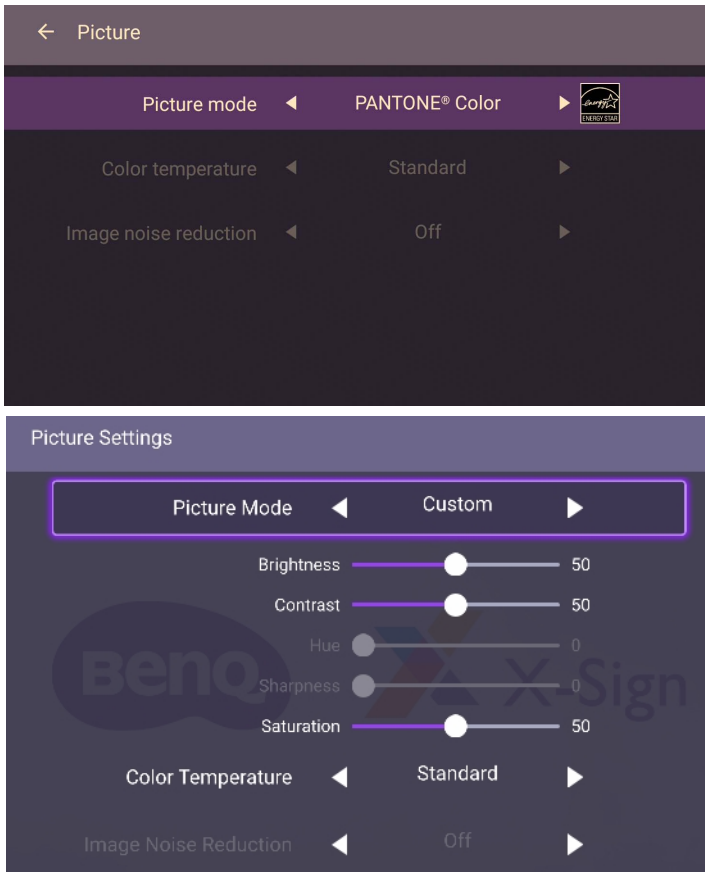 Picture
Picture mode PANTONE® Color
energy
ENERGY STAR
Color temperature Standard
Image noise reduction Off
Picture Settings
Picture Mode Custom
Brightness 50
Contrast 50
Hue 0
BenQ X-Sign
Sharpness 0
Saturation 50
Color Temperature Standard
Image Noise Reduction Off